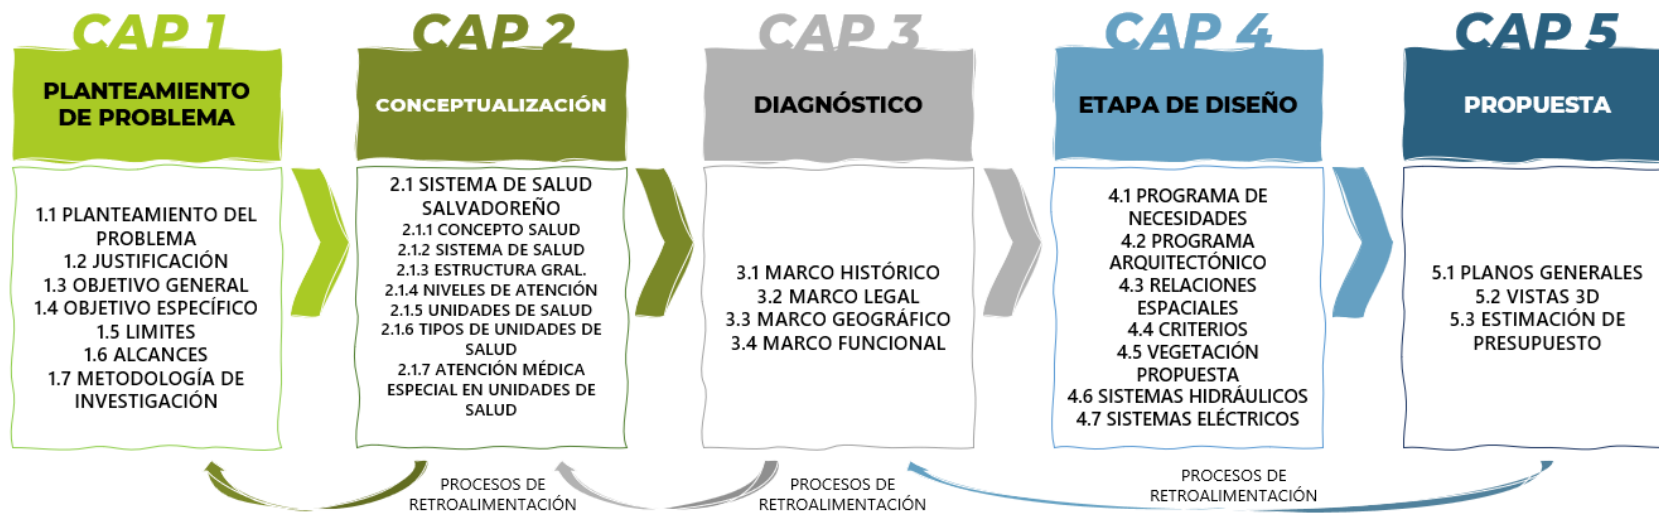 CAP 1
PLANTEAMIENTO
DE PROBLEMA
1.1 PLANTEAMIENTO DEL
PROBLEMA
1.2 JUSTIFICACIÓN
1.3 OBJETIVO GENERAL
1.4 OBJETIVO ESPECÍFICO
1.5 LIMITES
1.6 ALCANCES
1.7 METODOLOGÍA DE
INVESTIGACIÓN
CAP 2
CONCEPTUALIZACIÓN
2.1 SISTEMA DE SALUD
SALVADOREÑO
2.1.1 CONCEPTO SALUD
2.1.2 SISTEMA DE SALUD
2.1.3 ESTRUCTURA GRAL.
2.1.4 NIVELES DE ATENCIÓN
2.1.5 UNIDADES DE SALUD
2.1.6 TIPOS DE UNIDADES DE
SALUD
2.1.7 ATENCIÓN MÉDICA
ESPECIAL EN UNIDADES DE
SALUD
CAP 3
DIAGNÓSTICO
3.1 MARCO HISTÓRICO
3.2 MARCO LEGAL
3.3 MARCO GEOGRÁFICO
3.4 MARCO FUNCIONAL
CAP 4
ETAPA DE DISEÑO
4.1 PROGRAMA DE
NECESIDADES
4.2 PROGRAMA
ARQUITECTÓNICO
4.3 RELACIONES
ESPACIALES
4.4 CRITERIOS
4.5 VEGETACIÓN
PROPUESTA
4.6 SISTEMAS HIDRÁULICOS
4.7 SISTEMAS ELÉCTRICOS
CAP 5
PROPUESTA
5.1 PLANOS GENERALES
5.2 VISTAS 3D
5.3 ESTIMACIÓN DE
PRESUPUESTO
PROCESOS DE
RETROALIMENTACIÓN
PROCESOS DE
RETROALIMENTACIÓN
PROCESOS DE
RETROALIMENTACIÓN